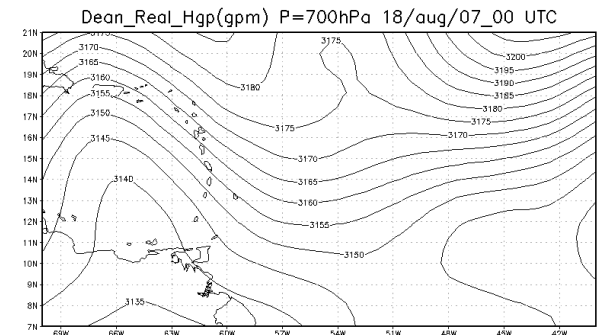 Dean_Real_Hgp(gpm) P=700hPa 18/aug/07_00 UTC
21N
3175
3175
3170
3200
20N
3165
3195
19N
3160
3190
3180
3185
18N
3155
3180
17N
3150
3175
3175
16N
3145
3170
15N
3170
14N
3140
3165
13N
3160
12N
3155
11N
3150
10N
9N
8N
3135
7N
69W 66W 63W 60W 57W 54W 51W 48W 45W 42W